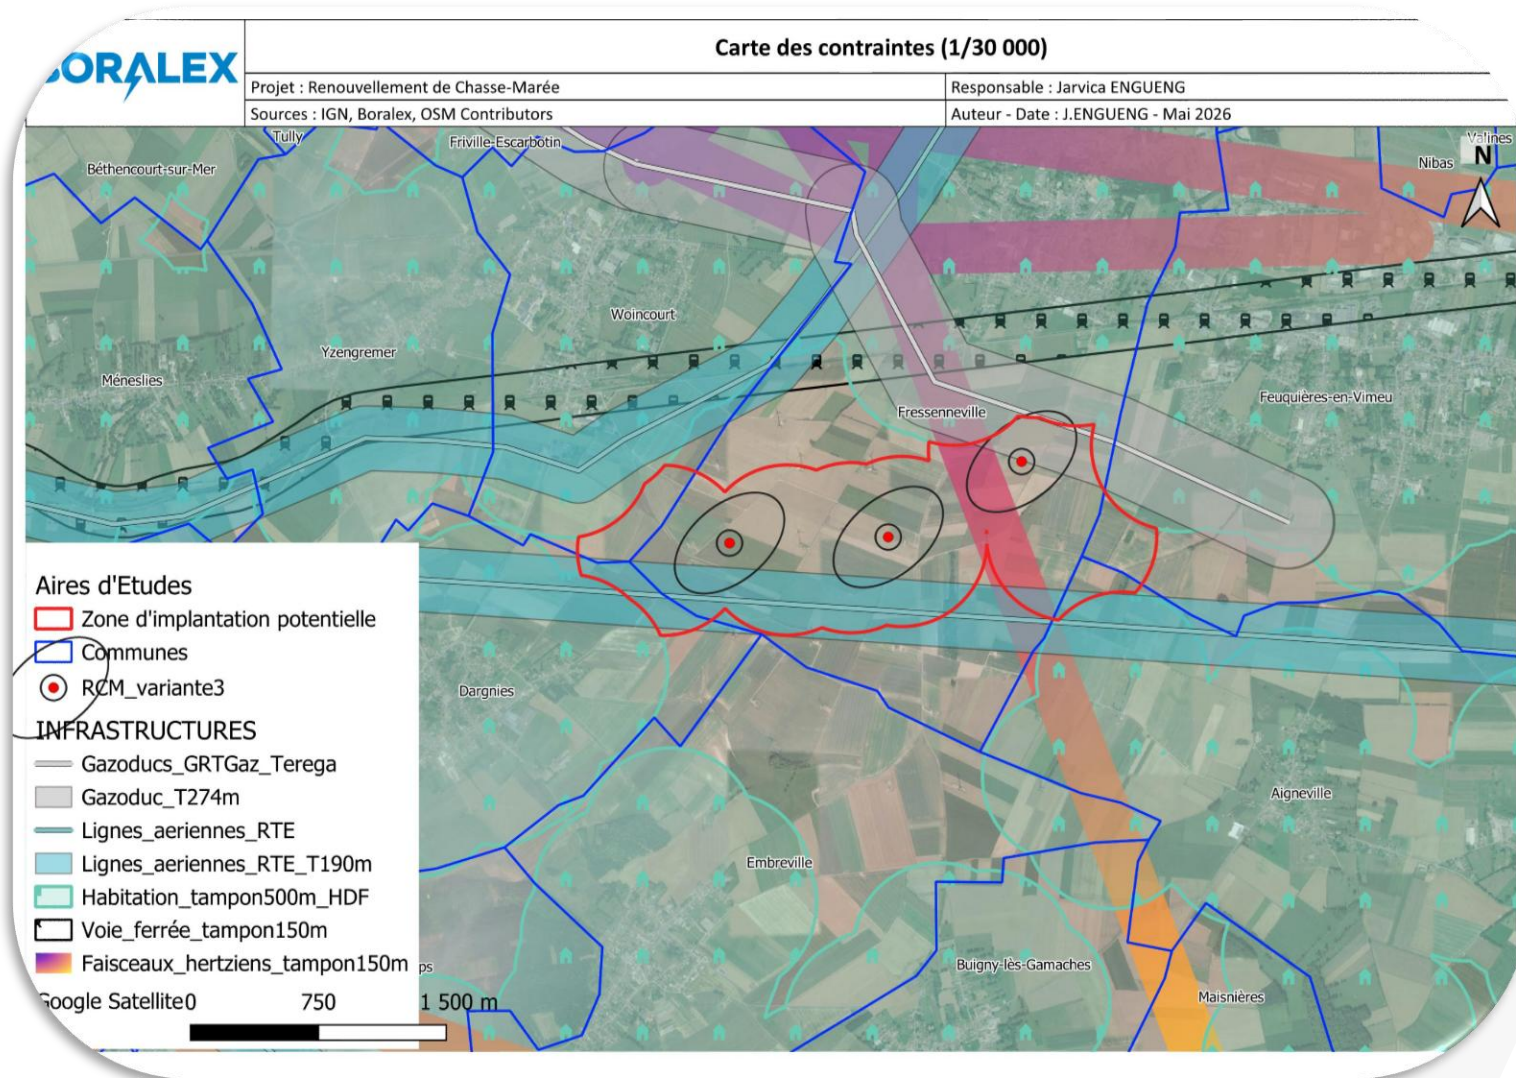 BORALEX
Carte des contraintes (1/30 000)
Projet : Renouvellement de Chasse-Marée
Responsable : Jarvica ENGUENG
Sources : IGN, Boralex, OSM Contributors
Auteur - Date : J.ENGUENG - Mai 2026
Tully
Friville-Escarbotin
Valines
Béthencourt-sur-Mer
Nibas
N
Woincourt
Yzengremer
Méneslies
Feuquières-en-Vimeu
Fressenneville
Aires d'Etudes
Zone d'implantation potentielle
Communes
RCM_variante3
Dargnies
INFRASTRUCTURES
Gazoducs_GRTGaz_Terega
Gazoduc_T274m
Aigneville
Lignes_aeriennes_RTE
Lignes_aeriennes_RTE_T190m
Embreville
Habitation_tampon500m_HDF
Voie_ferrée_tampon150m
Faisceaux_hertziens_tampon150m
ps
Buigny-lès-Gamaches
Maisnières
Google Satellite
0 750 1 500 m